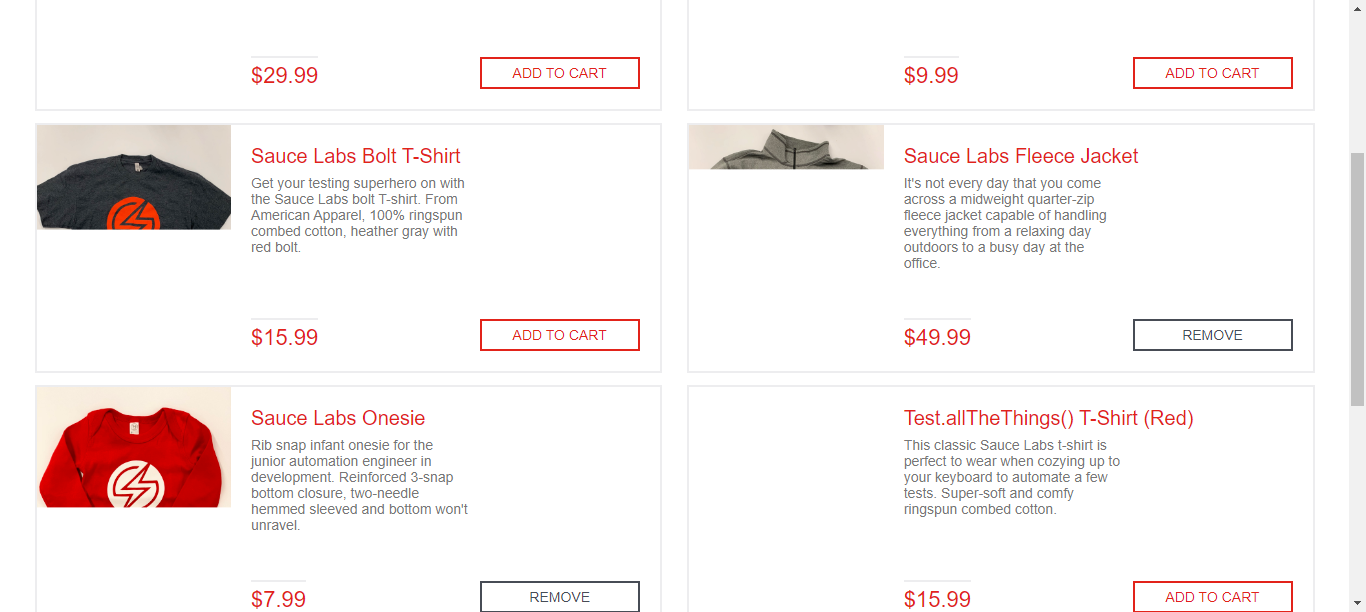 $29.99
ADD TO CART
$9.99
ADD TO CART
Sauce Labs Bolt T-Shirt
Get your testing superhero on with
the Sauce Labs bolt T-shirt. From
American Apparel, 100% ringspun
combed cotton, heather gray with
red bolt.
$15.99
ADD TO CART
Sauce Labs Fleece Jacket
It's not every day that you come
across a midweight quarter-zip
fleece jacket capable of handling
everything from a relaxing day
outdoors to a busy day at the
office.
$49.99
REMOVE
Sauce Labs Onesie
Rib snap infant onesie for the
junior automation engineer in
development. Reinforced 3-snap
bottom closure, two-needle
hemmed sleeved and bottom won't
unravel.
$7.99
REMOVE
Test.allTheThings() T-Shirt (Red)
This classic Sauce Labs t-shirt is
perfect to wear when cozying up to
your keyboard to automate a few
tests. Super-soft and comfy
ringspun combed cotton.
$15.99
ADD TO CART